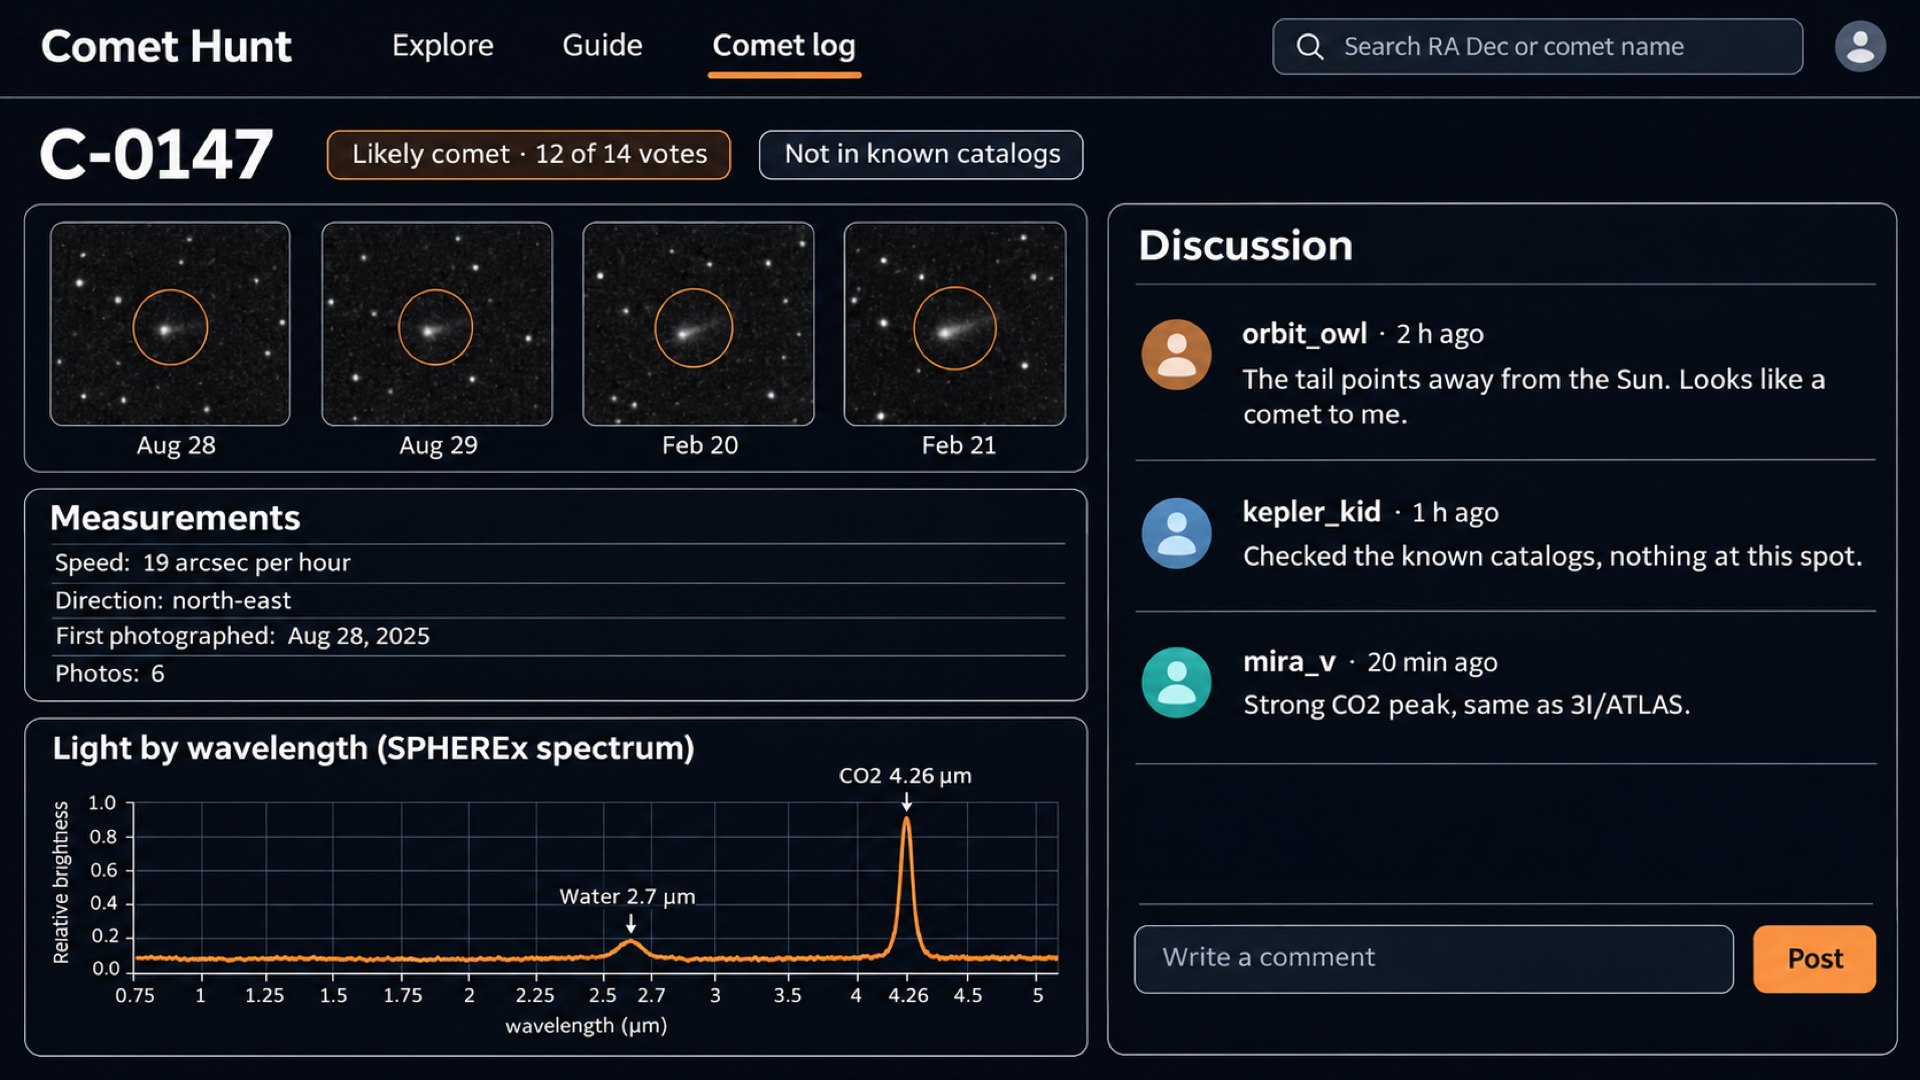 Comet Hunt
Explore
Guide
Comet log
Search RA Dec or comet name
C-0147
Likely comet · 12 of 14 votes
Not in known catalogs
Aug 28
Aug 29
Feb 20
Feb 21
Measurements
Speed: 19 arcsec per hour
Direction: north-east
First photographed: Aug 28, 2025
Photos: 6
Light by wavelength (SPHEREx spectrum)
CO2 4.26 µm
Water 2.7 µm
Relative brightness
1.0
0.8
0.6
0.4
0.2
0.0
0.75 1 1.25 1.5 1.75 2 2.25 2.5 2.7 3 3.5 4 4.26 4.5 5
wavelength (µm)
Discussion
orbit_owl · 2 h ago
The tail points away from the Sun. Looks like a
comet to me.
kepler_kid · 1 h ago
Checked the known catalogs, nothing at this spot.
mira_v · 20 min ago
Strong CO2 peak, same as 3I/ATLAS.
Write a comment
Post